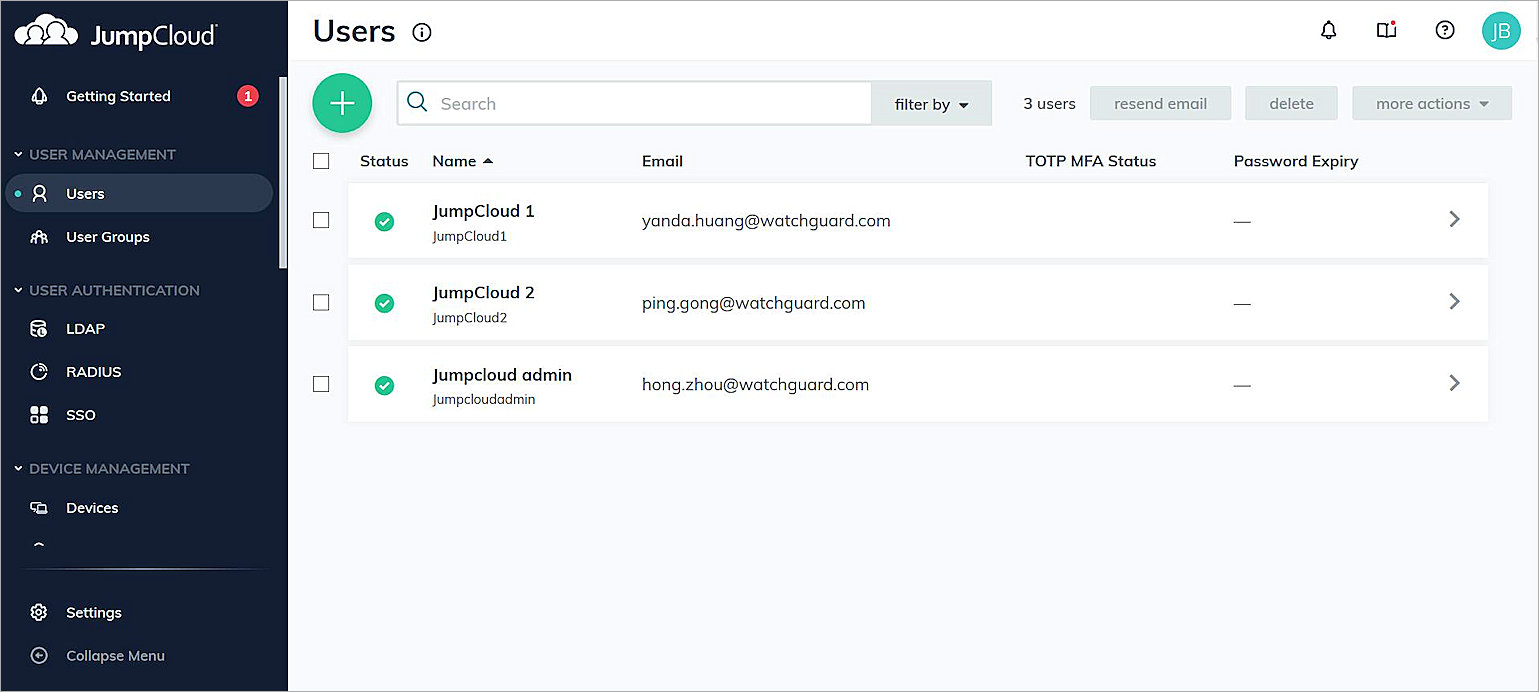 JumpCloud
Getting Started 1
USER MANAGEMENT
Users
User Groups
USER AUTHENTICATION
LDAP
RADIUS
SSO
DEVICE MANAGEMENT
Devices
Settings
Collapse Menu
Users
JB
Search
filter by
3 users
resend email
delete
more actions
Status Name Email TOTP MFA Status Password Expiry
JumpCloud 1
JumpCloud1
yanda.huang@watchguard.com
—
JumpCloud 2
JumpCloud2
ping.gong@watchguard.com
—
Jumpcloud admin
Jumpcloudadmin
hong.zhou@watchguard.com
—